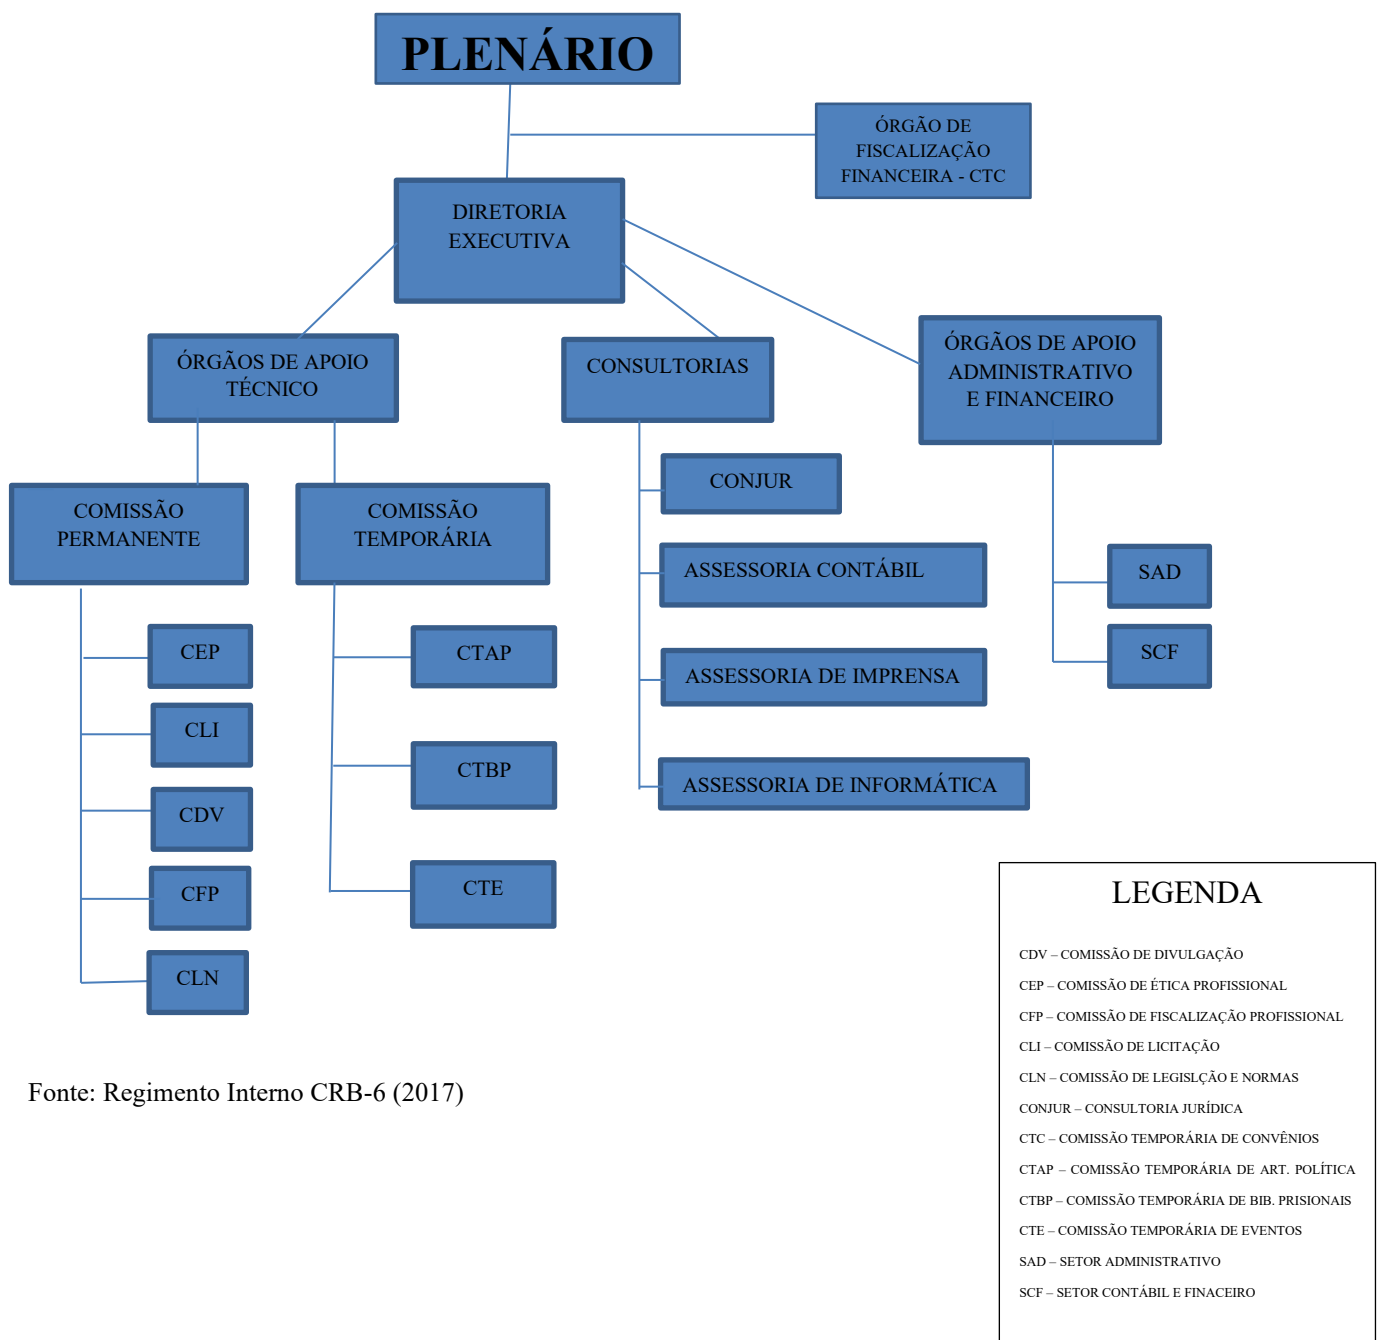 PLENÁRIO
ÓRGÃO DE
FISCALIZAÇÃO
FINANCEIRA - CTC
DIRETORIA
EXECUTIVA
ÓRGÃOS DE APOIO
TÉCNICO
CONSULTORIAS
ÓRGÃOS DE APOIO
ADMINISTRATIVO
E FINANCEIRO
COMISSÃO
PERMANENTE
COMISSÃO
TEMPORÁRIA
CONJUR
ASSESSORIA CONTÁBIL
ASSESSORIA DE IMPRENSA
ASSESSORIA DE INFORMÁTICA
SAD
SCF
CEP
CLI
CDV
CFP
CLN
CTAP
CTBP
CTE
LEGENDA
CDV – COMISSÃO DE DIVULGAÇÃO
CEP – COMISSÃO DE ÉTICA PROFISSIONAL
CFP – COMISSÃO DE FISCALIZAÇÃO PROFISSIONAL
CLI – COMISSÃO DE LICITAÇÃO
CLN – COMISSÃO DE LEGISLÇÃO E NORMAS
CONJUR – CONSULTORIA JURÍDICA
CTC – COMISSÃO TEMPORÁRIA DE CONVÊNIOS
CTAP – COMISSÃO TEMPORÁRIA DE ART. POLÍTICA
CTBP – COMISSÃO TEMPORÁRIA DE BIB. PRISIONAIS
CTE – COMISSÃO TEMPORÁRIA DE EVENTOS
SAD – SETOR ADMINISTRATIVO
SCF – SETOR CONTÁBIL E FINACEIRO
Fonte: Regimento Interno CRB-6 (2017)